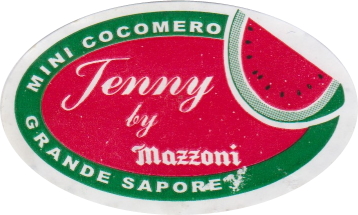 MINI COCOMERO
Jenny
by
Mazzoni
GRANDE SAPORE